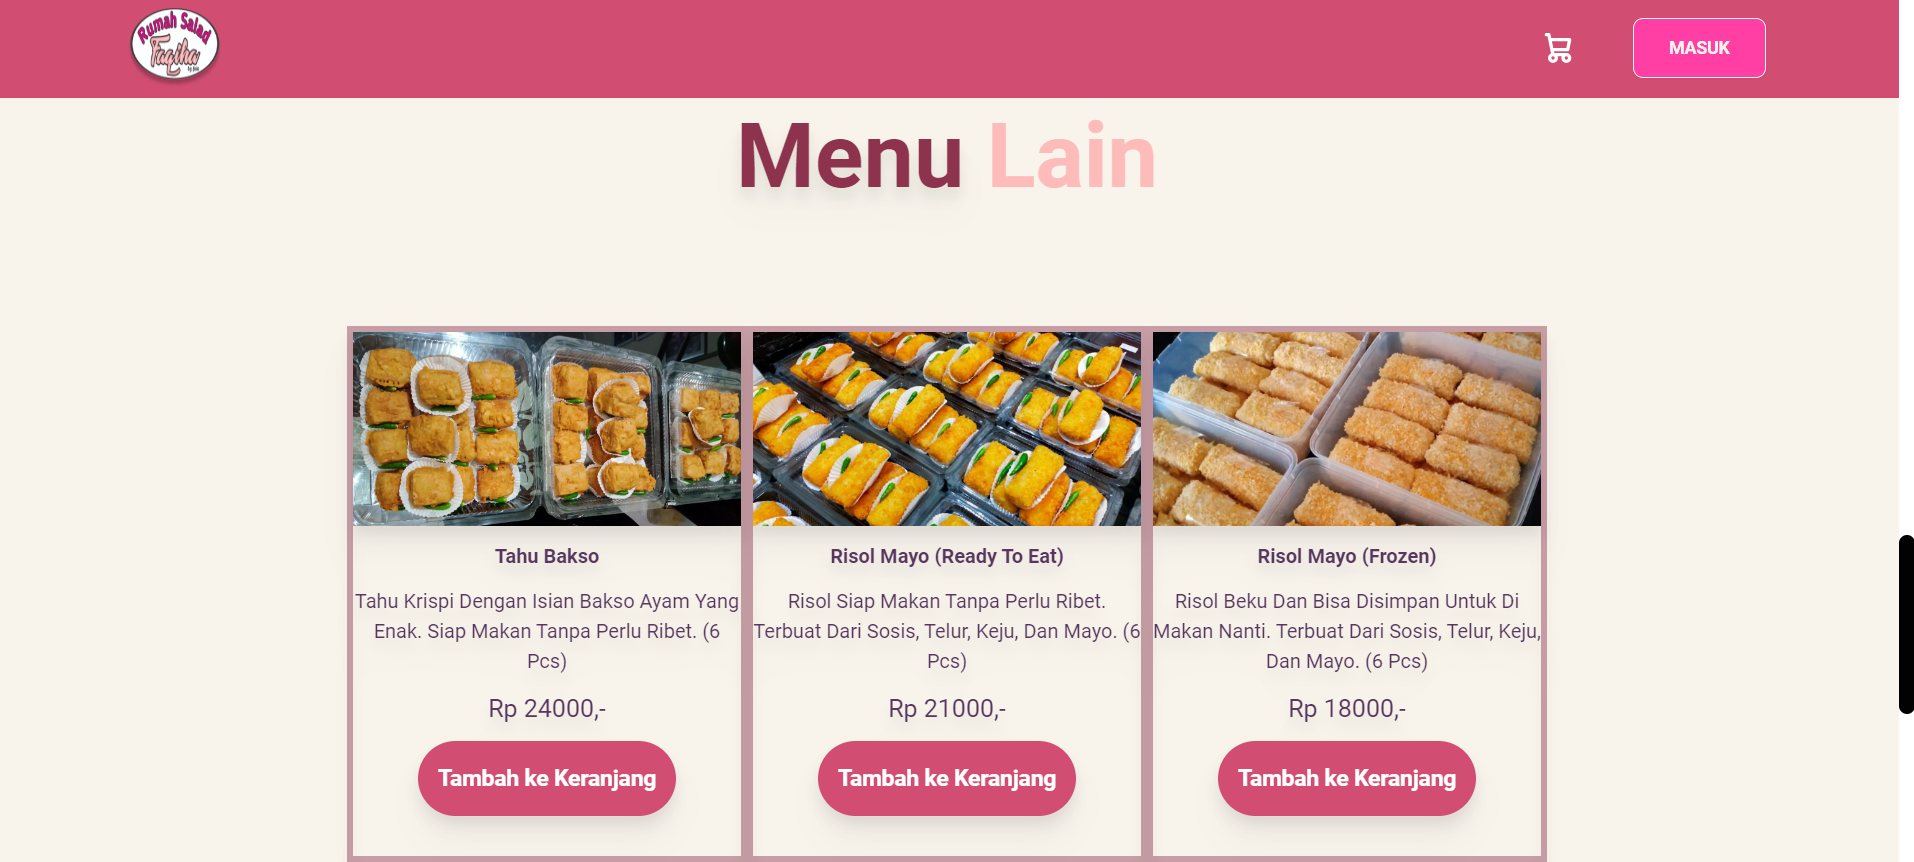 Rumah Salad
Faqiha
MASUK
Menu Lain
Tahu Bakso
Tahu Krispi Dengan Isian Bakso Ayam Yang
Enak. Siap Makan Tanpa Perlu Ribet. (6
Pcs)
Rp 24000,-
Tambah ke Keranjang
Risol Mayo (Ready To Eat)
Risol Siap Makan Tanpa Perlu Ribet.
Terbuat Dari Sosis, Telur, Keju, Dan Mayo. (6
Pcs)
Rp 21000,-
Tambah ke Keranjang
Risol Mayo (Frozen)
Risol Beku Dan Bisa Disimpan Untuk Di
Makan Nanti. Terbuat Dari Sosis, Telur, Keju,
Dan Mayo. (6 Pcs)
Rp 18000,-
Tambah ke Keranjang